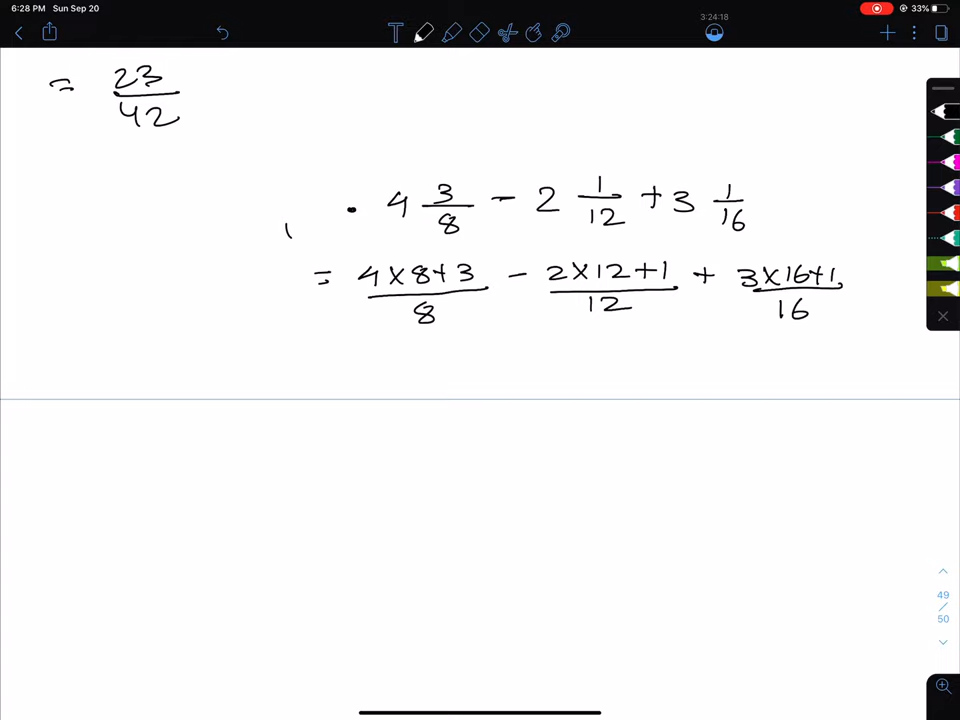 6:28 PM Sun Sep 20
3:24:18
33%
T
= 23/42
. 4 3/8 - 2 1/12 + 3 1/16
= 4×8+3/8 - 2×12+1/12 + 3×16+1/16
49
/
50